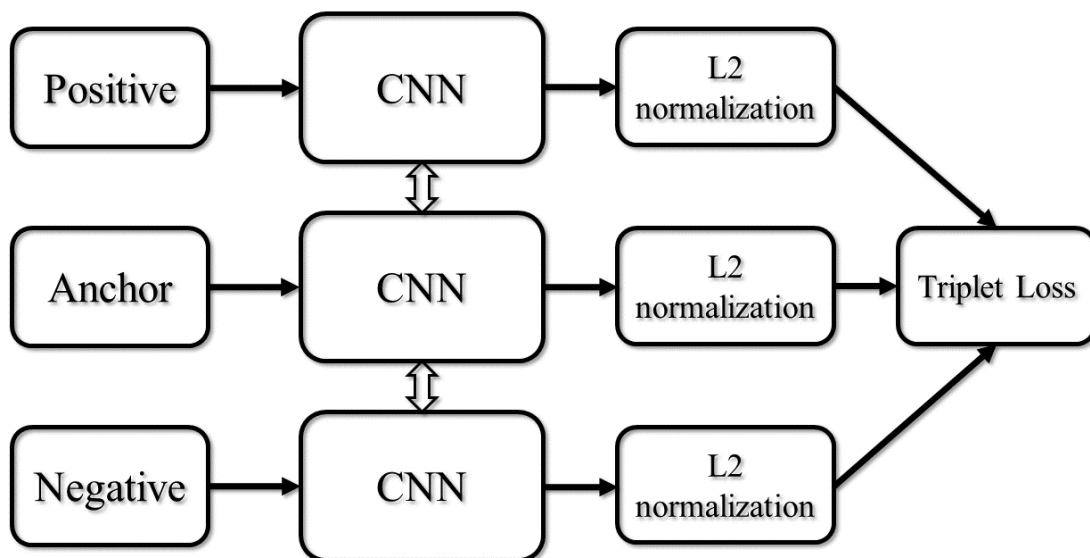 Positive
CNN
L2
normalization
Anchor
CNN
L2
normalization
Triplet Loss
Negative
CNN
L2
normalization